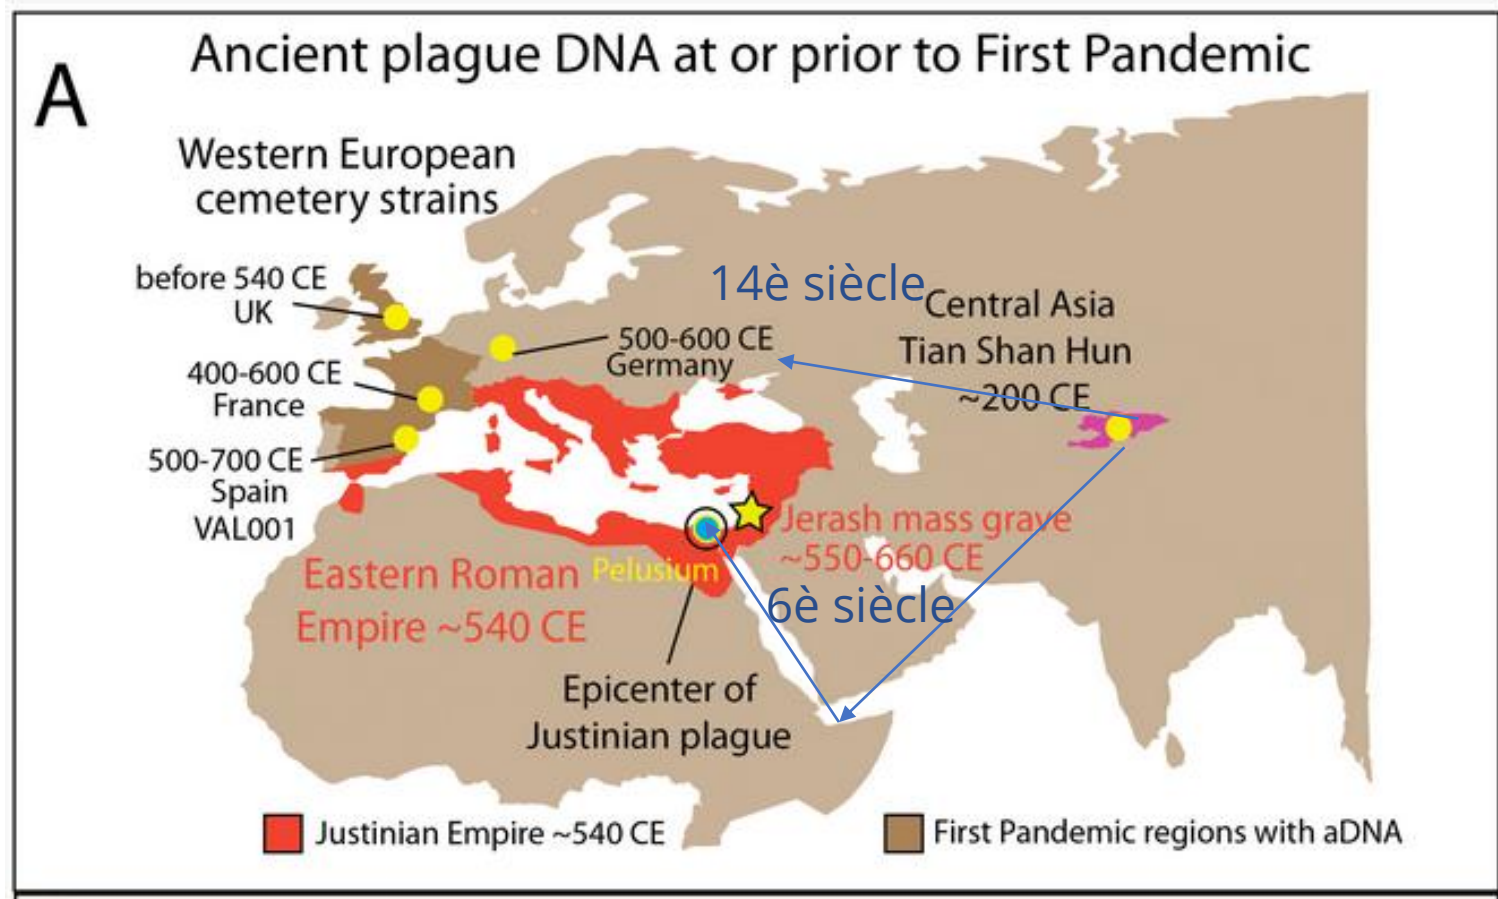 A
Ancient plague DNA at or prior to First Pandemic
Western European
cemetery strains
before 540 CE
UK
400-600 CE
France
500-700 CE
Spain
VAL001
500-600 CE
Germany
14è siècle
Central Asia
Tian Shan Hun
~200 CE
Jerash mass grave
~550-660 CE
Eastern Roman
Empire ~540 CE
Pelusium
6è siècle
Epicenter of
Justinian plague
Justinian Empire ~540 CE
First Pandemic regions with aDNA